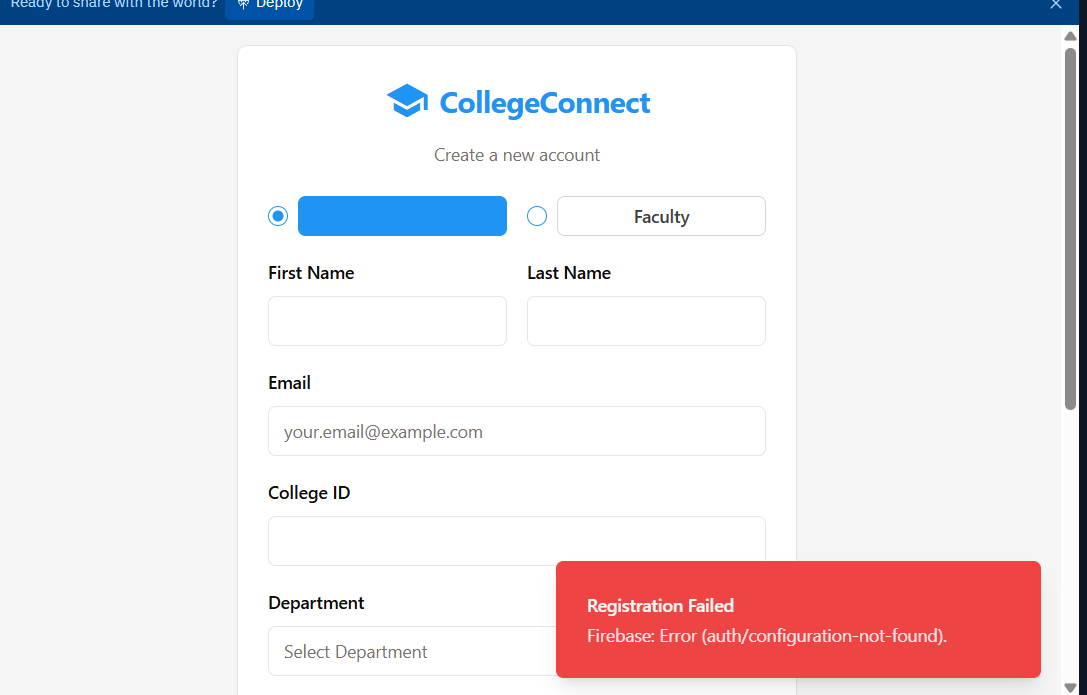 Ready to share with the world? Deploy
CollegeConnect
Create a new account
Faculty
First Name Last Name
Email
your.email@example.com
College ID
Department
Select Department
Registration Failed
Firebase: Error (auth/configuration-not-found).